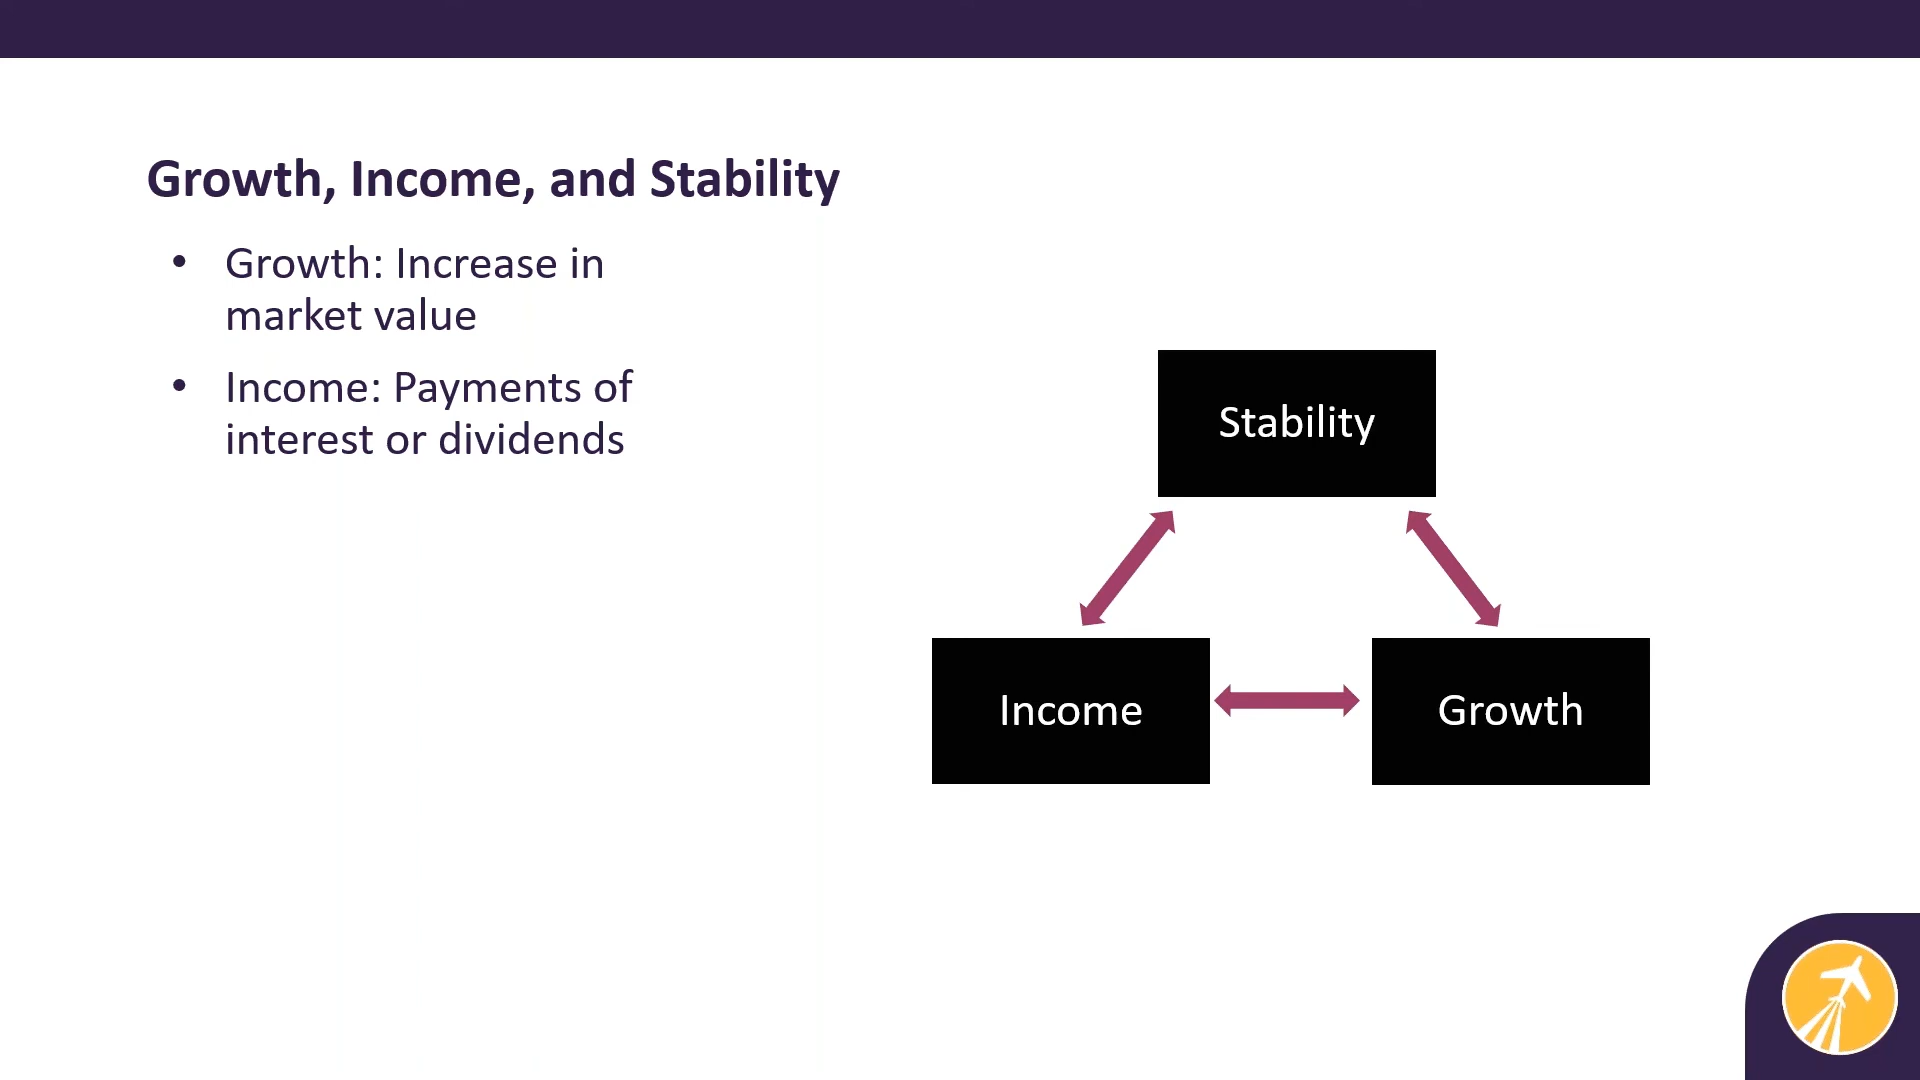 Growth, Income, and Stability
• Growth: Increase in
market value
• Income: Payments of
interest or dividends
Stability
Income
Growth